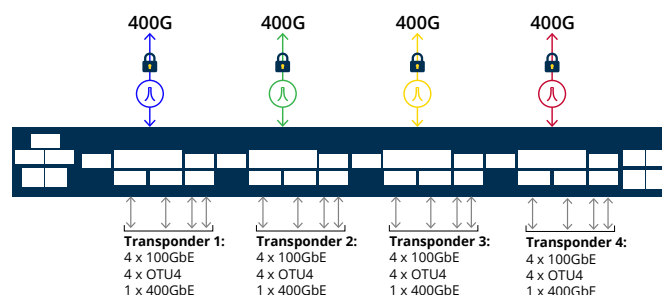 400G 400G 400G 400G
Transponder 1: Transponder 2: Transponder 3: Transponder 4:
4 x 100GbE 4 x 100GbE 4 x 100GbE 4 x 100GbE
4 x OTU4 4 x OTU4 4 x OTU4 4 x OTU4
1 x 400GbE 1 x 400GbE 1 x 400GbE 1 x 400GbE